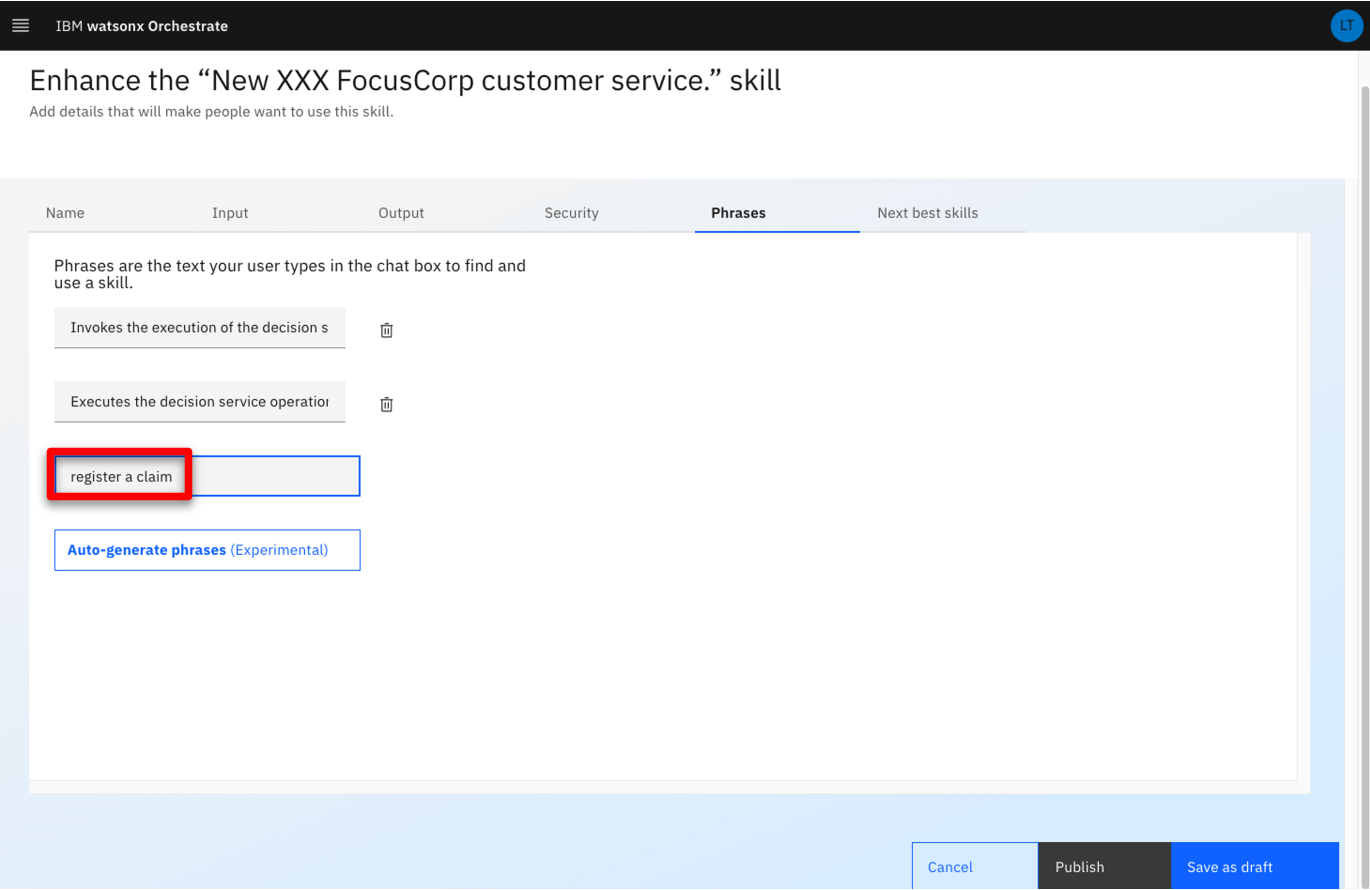 IBM watsonx Orchestrate
LT
Enhance the “New XXX FocusCorp customer service.” skill
Add details that will make people want to use this skill.
Name Input Output Security Phrases Next best skills
Phrases are the text your user types in the chat box to find and
use a skill.
Invokes the execution of the decision s
Executes the decision service operation
register a claim
Auto-generate phrases (Experimental)
Cancel Publish Save as draft